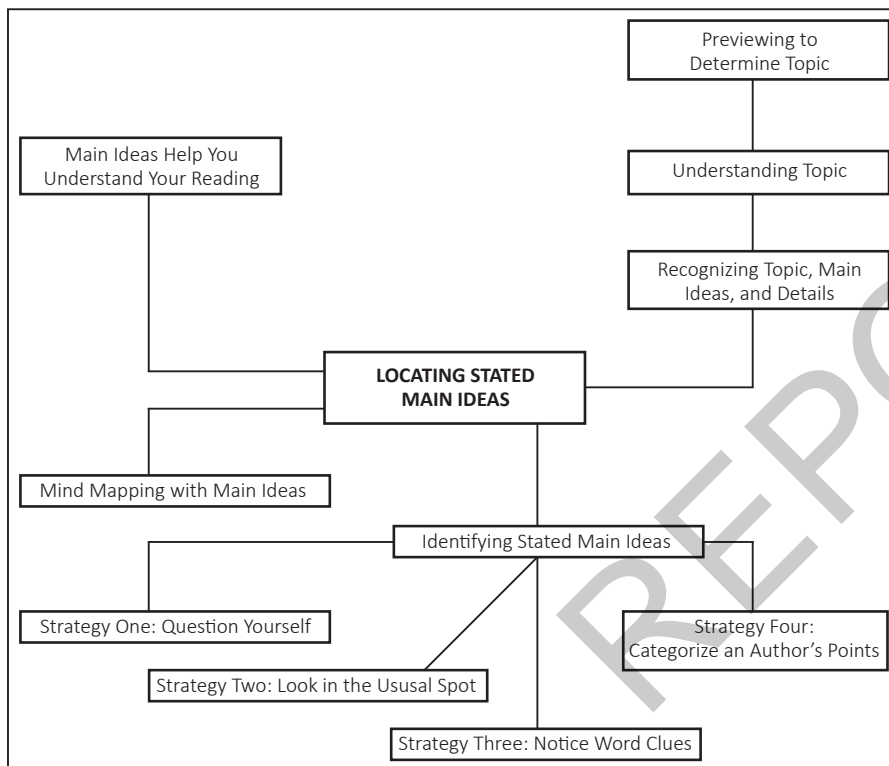 Previewing to
Determine Topic
Main Ideas Help You
Understand Your Reading
Understanding Topic
Recognizing Topic, Main
Ideas, and Details
LOCATING STATED
MAIN IDEAS
Mind Mapping with Main Ideas
Identifying Stated Main Ideas
Strategy One: Question Yourself
Strategy Four:
Categorize an Author’s Points
Strategy Two: Look in the Ususal Spot
Strategy Three: Notice Word Clues